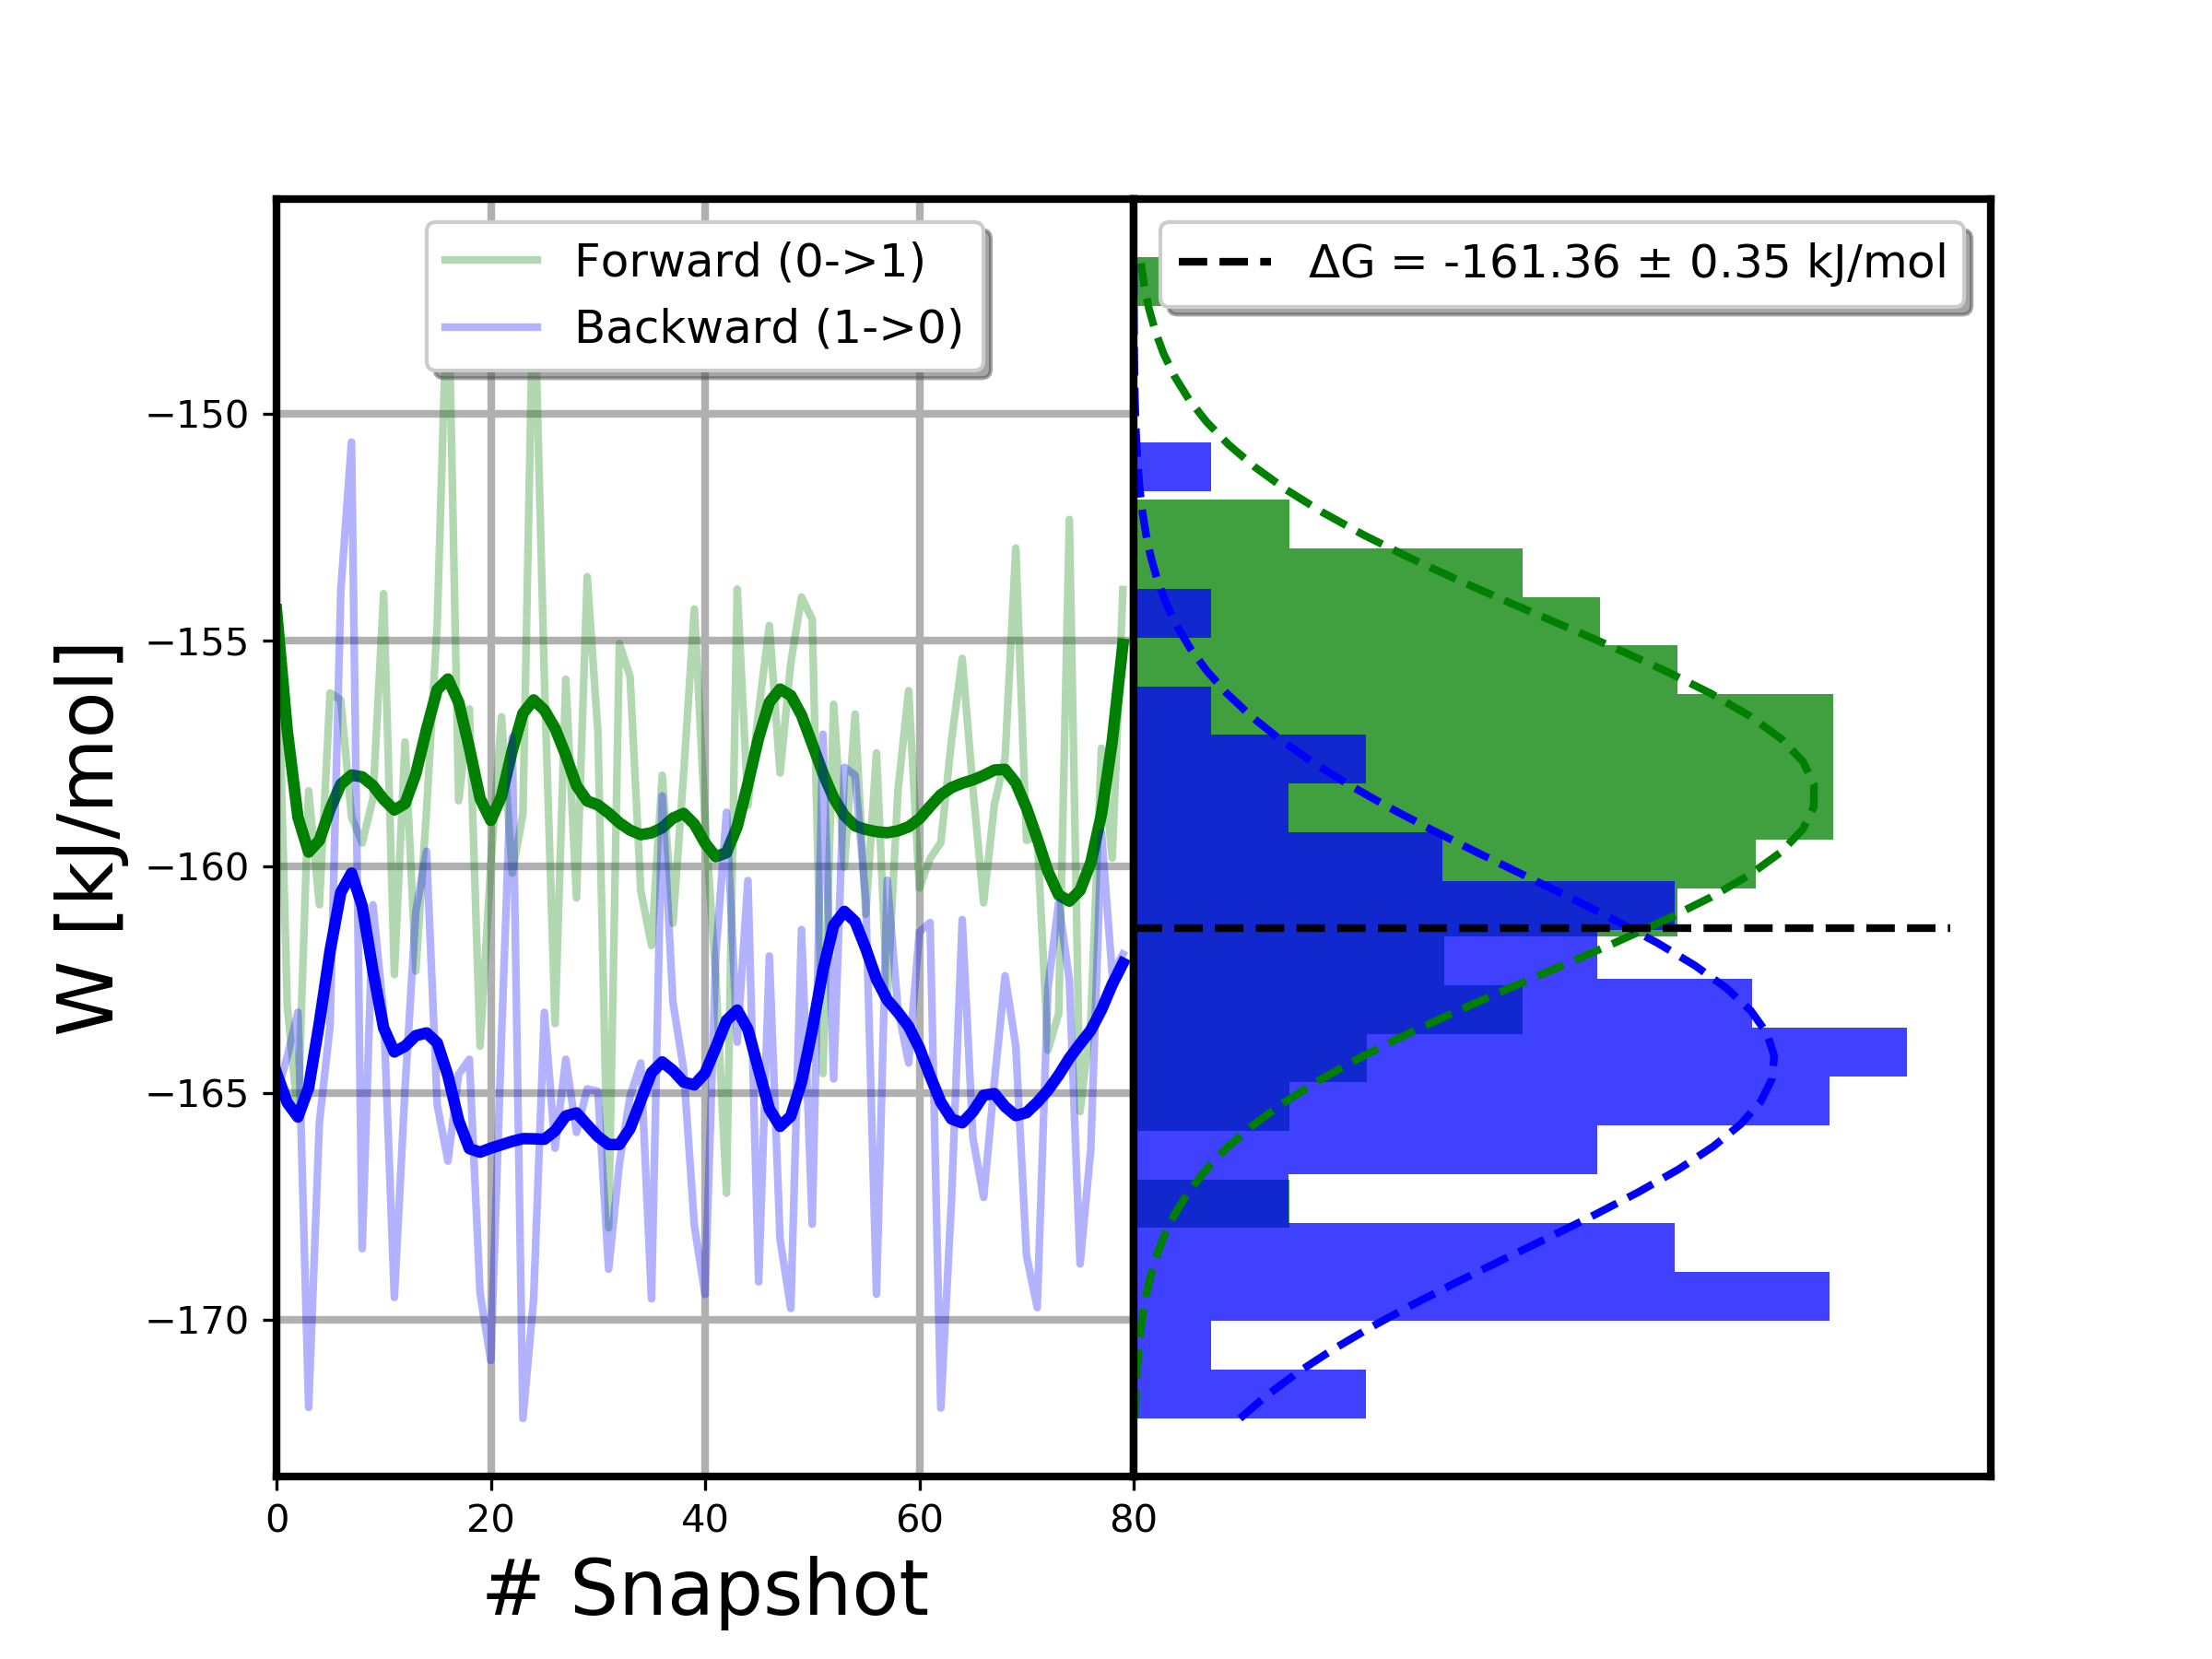 Forward (0->1)
Backward (1->0)
ΔG = -161.36 ± 0.35 kJ/mol
W [kJ/mol]
−150
−155
−160
−165
−170
0 20 40 60 80
# Snapshot